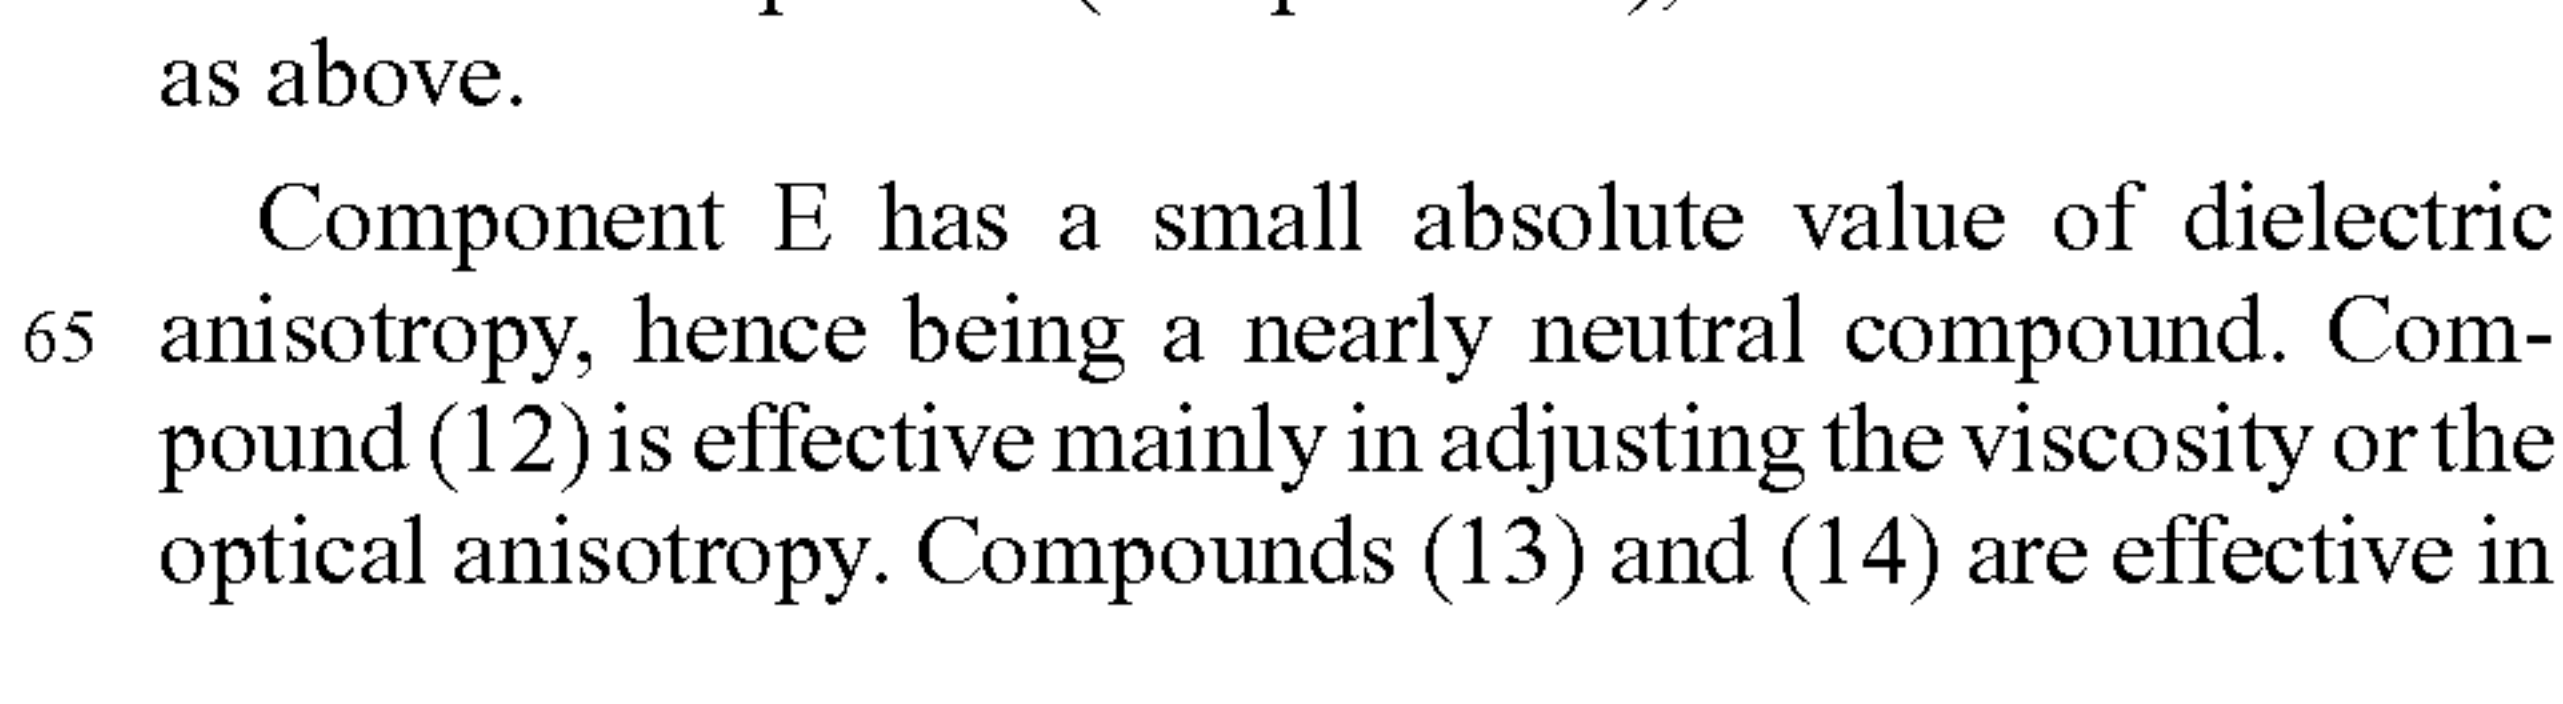 as above.
Component E has a small absolute value of dielectric
65 anisotropy, hence being a nearly neutral compound. Com-
pound (12) is effective mainly in adjusting the viscosity or the
optical anisotropy. Compounds (13) and (14) are effective in